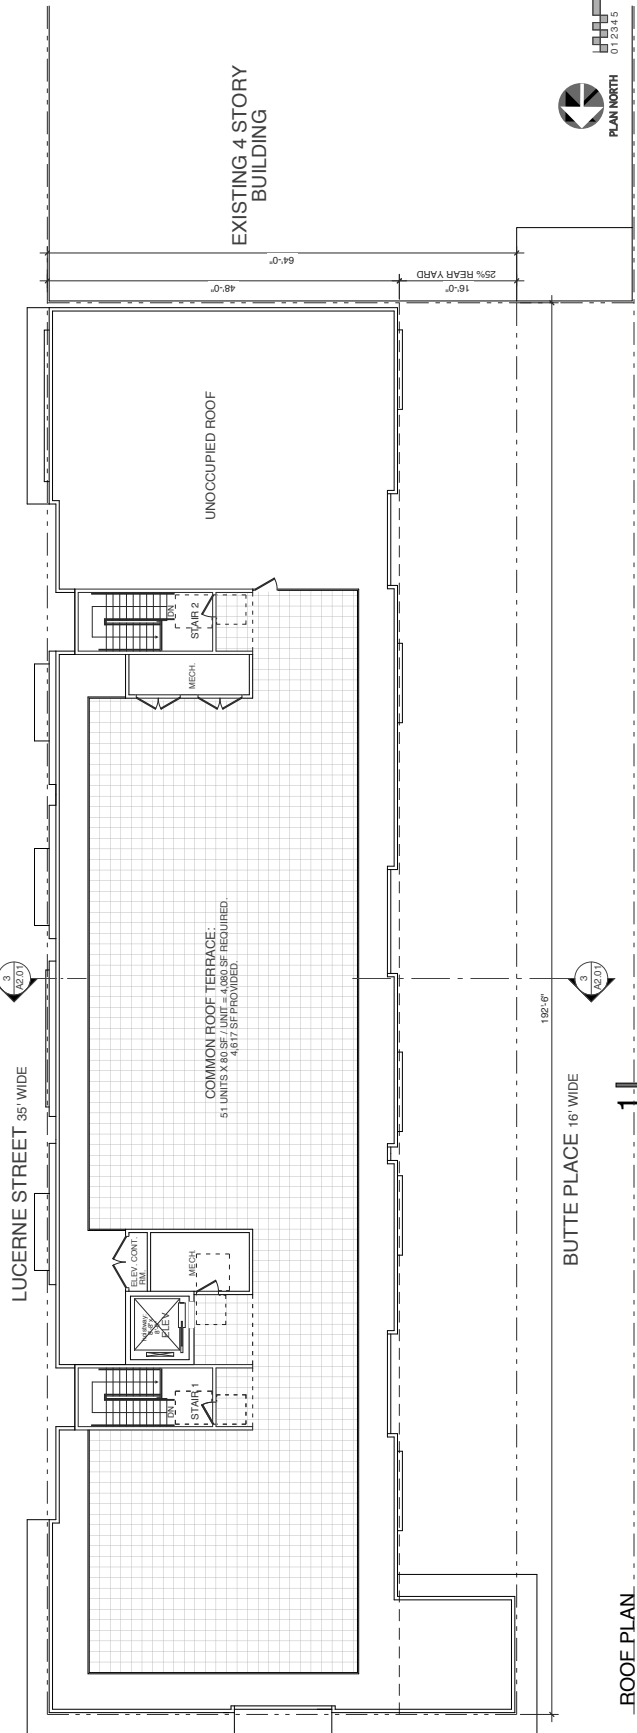 LUCERNE STREET 35' WIDE
3
A2.01
EXISTING 4 STORY
BUILDING
64'-0"
48'-0"
16'-0"
25% REAR YARD
UNOCCUPIED ROOF
DN
STAIR 2
MECH.
COMMON ROOF TERRACE:
51 UNITS X 80 SF / UNIT = 4,080 SF REQUIRED.
4,617 SF PROVIDED.
ELEV. CONT.
RM.
MECH.
ELEV
DN
STAIR 1
192'-6"
3
A2.01
BUTTE PLACE 16' WIDE
ROOF PLAN
1
PLAN NORTH
0 1 2 3 4 5